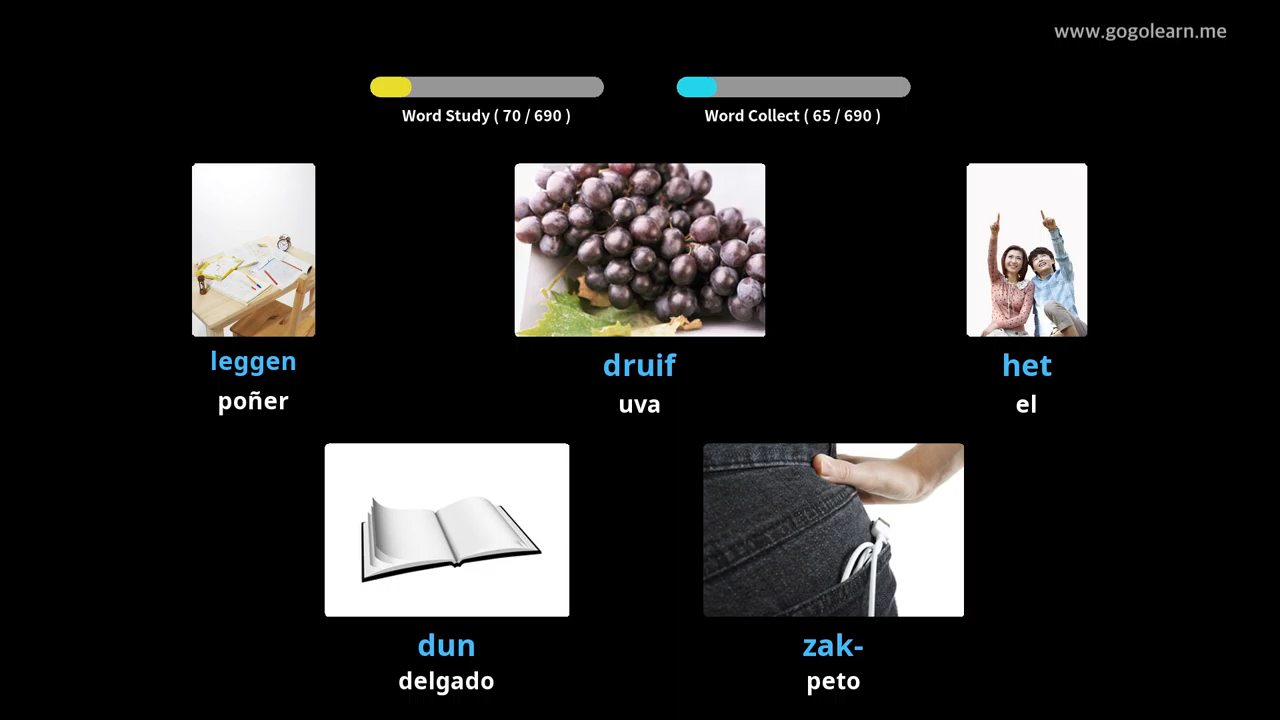 www.gogolearn.me
Word Study ( 70 / 690 )
Word Collect ( 65 / 690 )
leggen
poñer
druif
uva
het
el
dun
delgado
zak-
peto